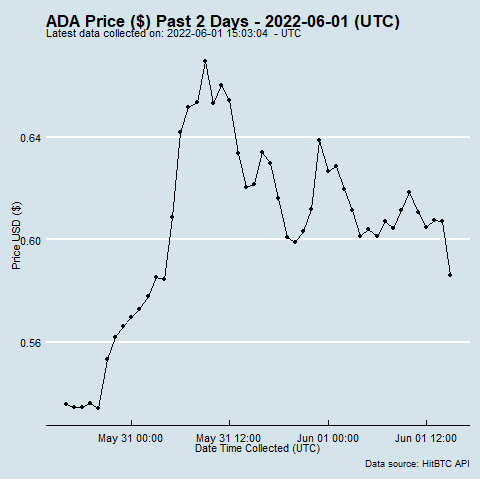 ADA Price ($) Past 2 Days - 2022-06-01 (UTC)
Latest data collected on: 2022-06-01 15:03:04 - UTC
0.64
0.60
0.56
Price USD ($)
May 31 00:00 May 31 12:00 Jun 01 00:00 Jun 01 12:00
Date Time Collected (UTC)
Data source: HitBTC API